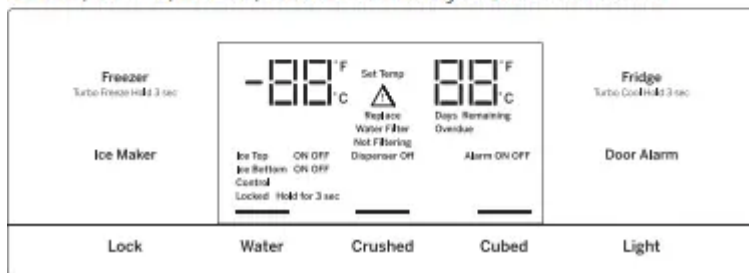 Freezer
Turbo Freeze Hold 3 sec
Ice Maker
-88 °F °C
Set Temp
88 °F °C
Replace
Water Filter
Not Filtering
Dispenser Off
Days Remaining
Overdue
Ice Top ON OFF
Ice Bottom ON OFF
Control
Locked Hold for 3 sec
Alarm ON OFF
Fridge
Turbo Cool Hold 3 sec
Door Alarm
Lock Water Crushed Cubed Light